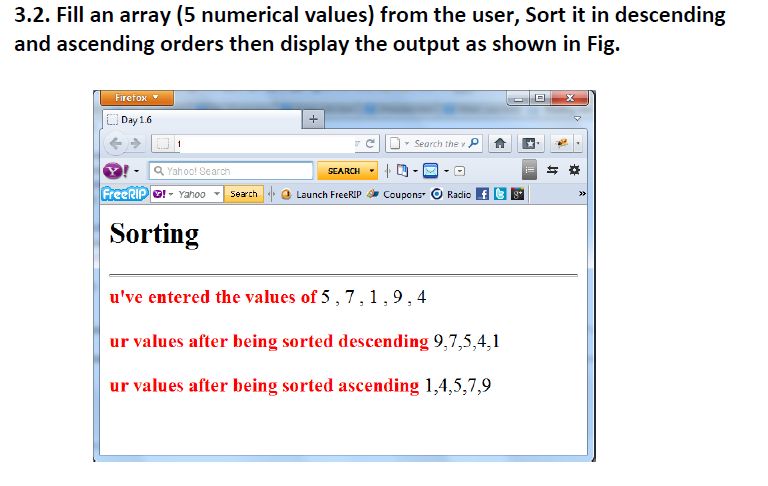 3.2. Fill an array (5 numerical values) from the user, Sort it in descending
and ascending orders then display the output as shown in Fig.
Firefox
Day 1.6
+
1
Search the
Y! Yahoo! Search
SEARCH
FreeRIP Y! Yahoo Search Launch FreeRIP Coupons Radio f g+ »
Sorting
u've entered the values of 5 , 7 , 1 , 9 , 4
ur values after being sorted descending 9,7,5,4,1
ur values after being sorted ascending 1,4,5,7,9